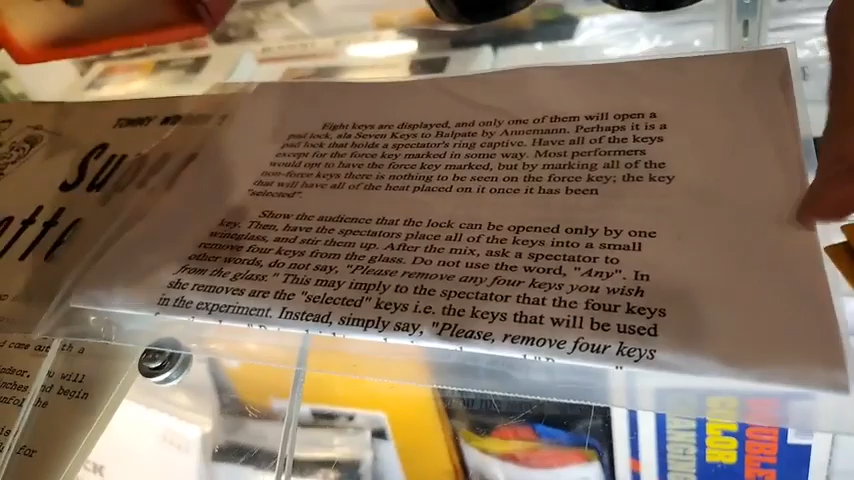 TOMMY
Super
Eight keys are displayed, and only one of them will open a
pad lock, ala Seven Keys to Balpate by Annemann. Perhaps it is a
pad lock that holds a spectator's ring captive. Have all of the keys
except for the force key marked in some way. Most performers
would opt to have the force key marked, but by marking all of the
non-force keys there is nothing to be seen on the force key; the key
that will have all of the heat placed on it once it has been
"selected".
Show the audience that the lock can be opened only by one
key. Then, have the spectators place all of the keys into a small
wineglass, and stir them up. After the mix, ask a spectator to
remove four keys from the glass. Do not use the word, "Any". In
other words, do not say, "Please remove any four keys you wish
from the glass." This may imply to the spectator that the four keys
she removes are the "selected" keys i.e. the keys that will be used
in the experiment. Instead, simply say, "Please, remove four keys
came out with a
will
and begin
the
for
COLOR